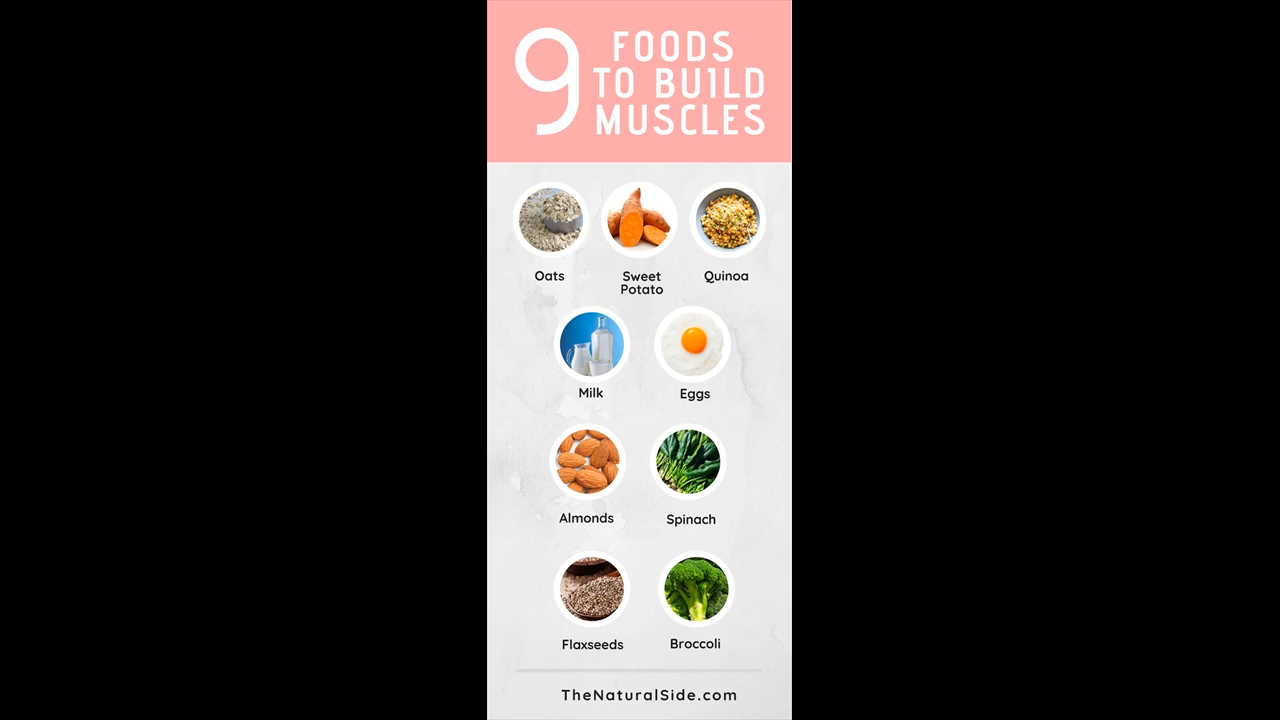 9 FOODS
TO BUILD
MUSCLES
Oats
Sweet
Potato
Quinoa
Milk
Eggs
Almonds
Spinach
Flaxseeds
Broccoli
TheNaturalSide.com